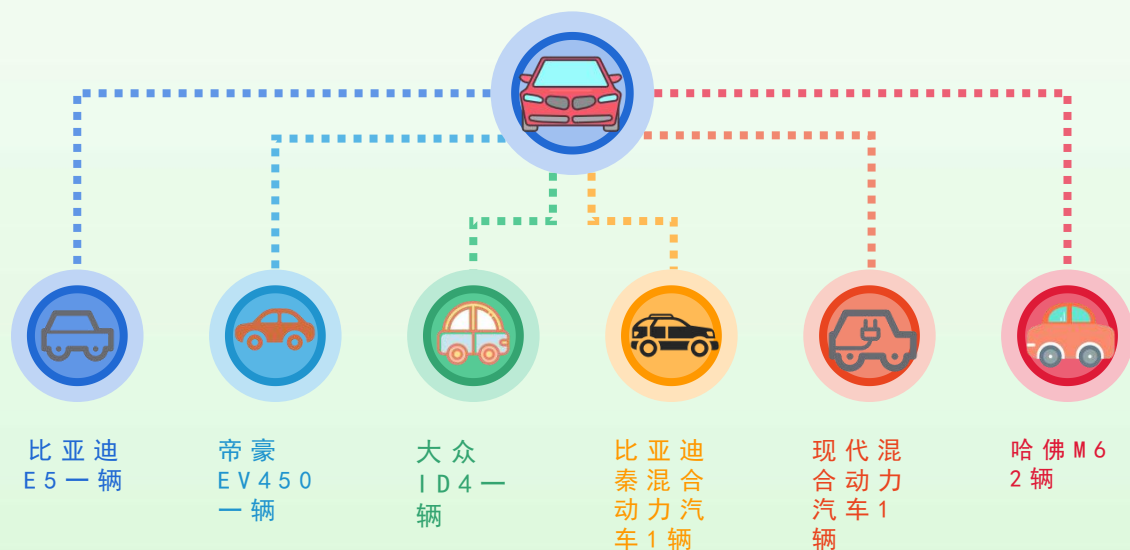 比亚迪
E5一辆
帝豪
EV450
一辆
大众
ID4一
辆
比亚迪
秦混合
动力汽
车1辆
现代混
合动力
汽车1
辆
哈佛M6
2辆